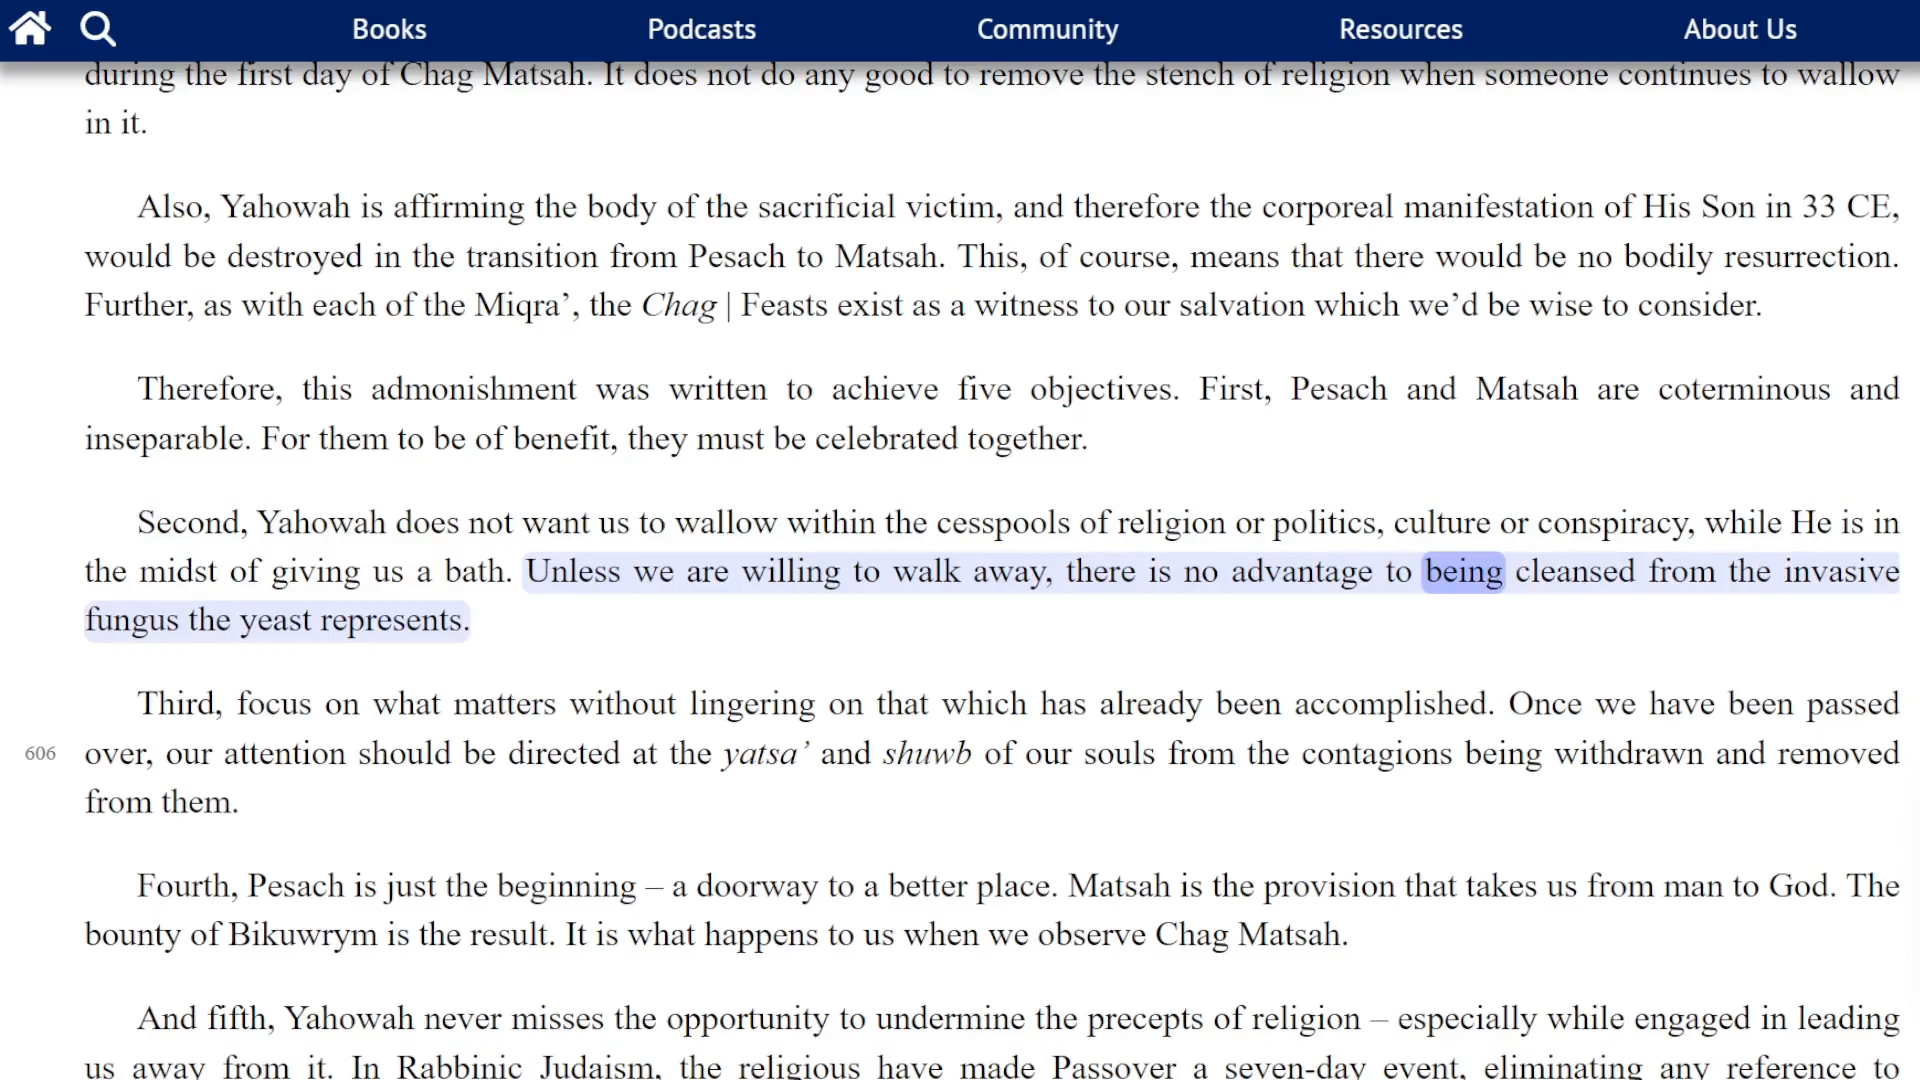 Books Podcasts Community Resources About Us
during the first day of Chag Matsah. It does not do any good to remove the stench of religion when someone continues to wallow
in it.
Also, Yahowah is affirming the body of the sacrificial victim, and therefore the corporeal manifestation of His Son in 33 CE,
would be destroyed in the transition from Pesach to Matsah. This, of course, means that there would be no bodily resurrection.
Further, as with each of the Miqra’, the Chag | Feasts exist as a witness to our salvation which we’d be wise to consider.
Therefore, this admonishment was written to achieve five objectives. First, Pesach and Matsah are coterminous and
inseparable. For them to be of benefit, they must be celebrated together.
Second, Yahowah does not want us to wallow within the cesspools of religion or politics, culture or conspiracy, while He is in
the midst of giving us a bath. Unless we are willing to walk away, there is no advantage to being cleansed from the invasive
fungus the yeast represents.
Third, focus on what matters without lingering on that which has already been accomplished. Once we have been passed
606 over, our attention should be directed at the yatsa’ and shuwb of our souls from the contagions being withdrawn and removed
from them.
Fourth, Pesach is just the beginning – a doorway to a better place. Matsah is the provision that takes us from man to God. The
bounty of Bikuwrym is the result. It is what happens to us when we observe Chag Matsah.
And fifth, Yahowah never misses the opportunity to undermine the precepts of religion – especially while engaged in leading
us away from it. In Rabbinic Judaism, the religious have made Passover a seven-day event, eliminating any reference to